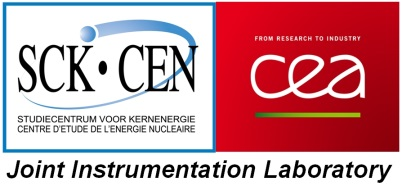 SCK•CEN
STUDIECENTRUM VOOR KERNENERGIE
CENTRE D'ETUDE DE L'ENERGIE NUCLEAIRE
FROM RESEARCH TO INDUSTRY
cea
Joint Instrumentation Laboratory